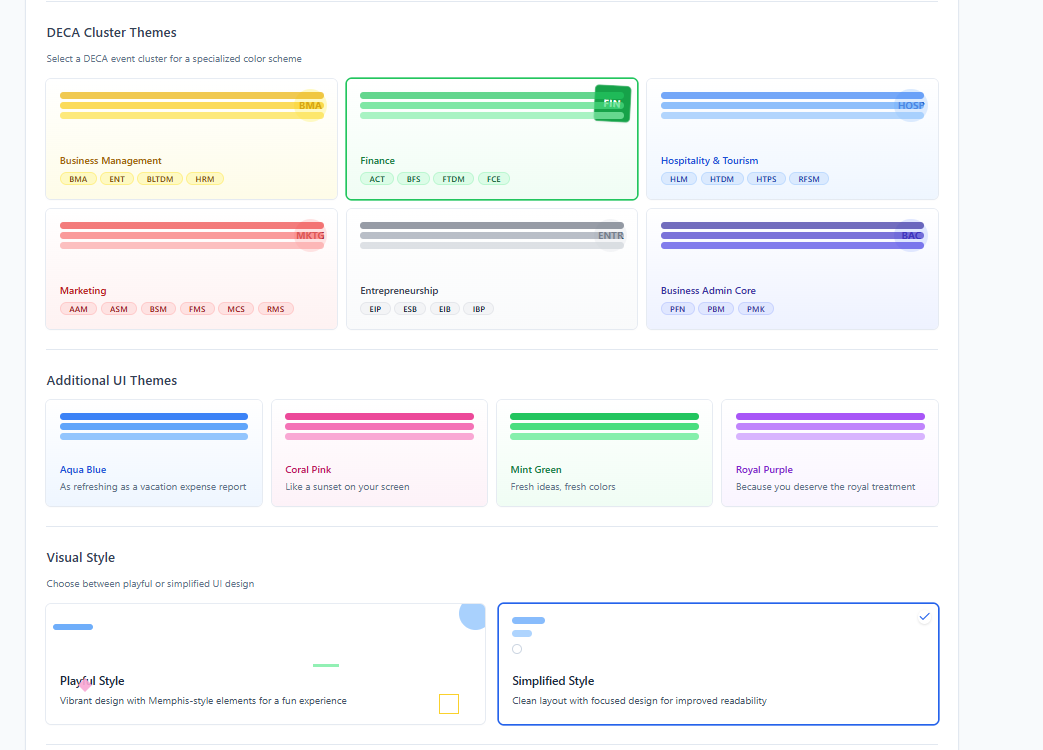 DECA Cluster Themes
Select a DECA event cluster for a specialized color scheme
BMA
FIN
HOSP
Business Management
Finance
Hospitality & Tourism
BMA ENT BLTDM HRM
ACT BFS FTDM FCE
HLM HTDM HTPS RFSM
MKTG
ENTR
BAC
Marketing
Entrepreneurship
Business Admin Core
AAM ASM BSM FMS MCS RMS
EIP ESB EIB IBP
PFN PBM PMK
Additional UI Themes
Aqua Blue
As refreshing as a vacation expense report
Coral Pink
Like a sunset on your screen
Mint Green
Fresh ideas, fresh colors
Royal Purple
Because you deserve the royal treatment
Visual Style
Choose between playful or simplified UI design
Playful Style
Vibrant design with Memphis-style elements for a fun experience
Simplified Style
Clean layout with focused design for improved readability